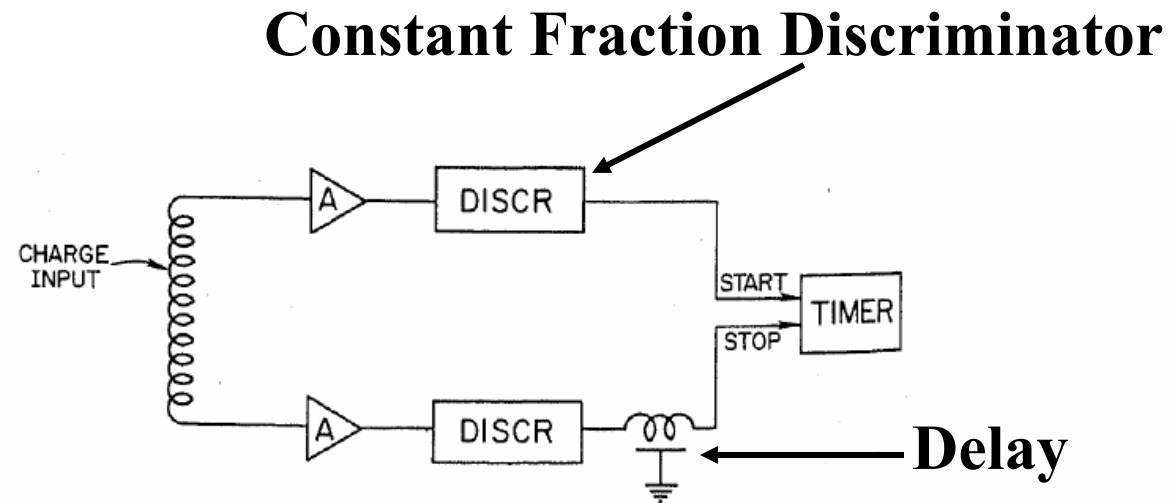 Constant Fraction Discriminator
A
DISCR
CHARGE
INPUT
START
TIMER
STOP
A
DISCR
Delay